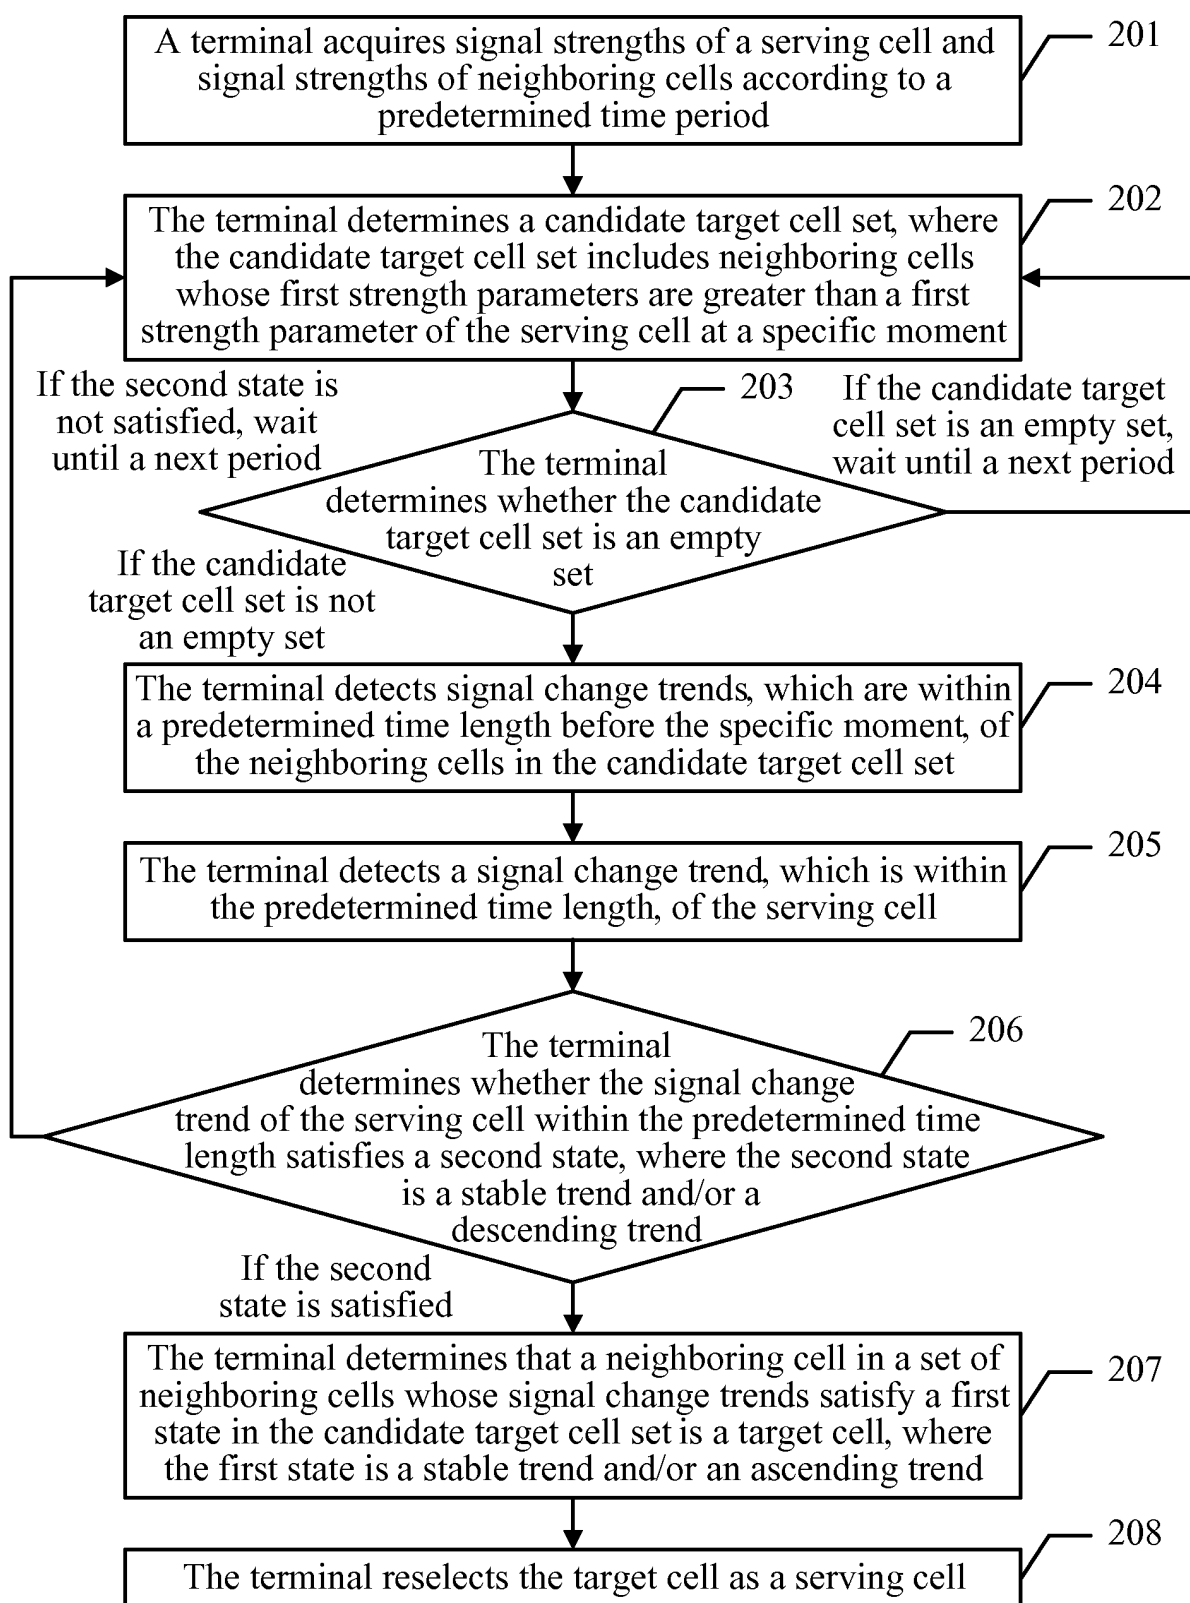 A terminal acquires signal strengths of a serving cell and
signal strengths of neighboring cells according to a
predetermined time period
201
The terminal determines a candidate target cell set, where
the candidate target cell set includes neighboring cells
whose first strength parameters are greater than a first
strength parameter of the serving cell at a specific moment
202
If the second state is
not satisfied, wait
until a next period
203
If the candidate target
cell set is an empty set,
wait until a next period
The terminal
determines whether the candidate
target cell set is an empty
set
If the candidate
target cell set is not
an empty set
The terminal detects signal change trends, which are within
a predetermined time length before the specific moment, of
the neighboring cells in the candidate target cell set
204
The terminal detects a signal change trend, which is within
the predetermined time length, of the serving cell
205
The terminal
determines whether the signal change
trend of the serving cell within the predetermined time
length satisfies a second state, where the second state
is a stable trend and/or a
descending trend
206
If the second
state is satisfied
The terminal determines that a neighboring cell in a set of
neighboring cells whose signal change trends satisfy a first
state in the candidate target cell set is a target cell, where
the first state is a stable trend and/or an ascending trend
207
The terminal reselects the target cell as a serving cell
208